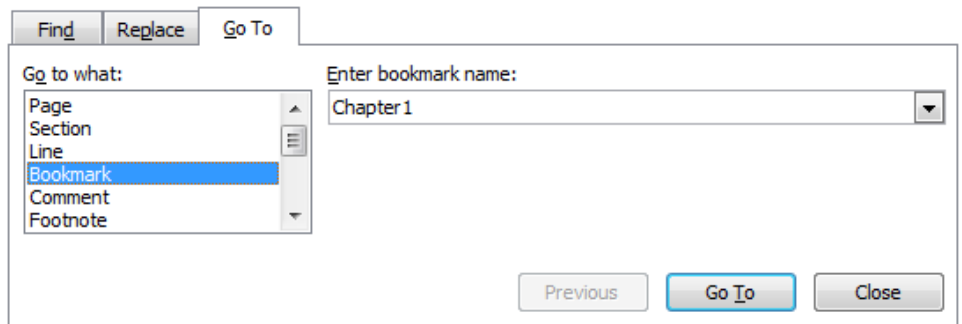 Find Replace Go To
Go to what:
Page
Section
Line
Bookmark
Comment
Footnote
Enter bookmark name:
Chapter1
Previous Go To Close